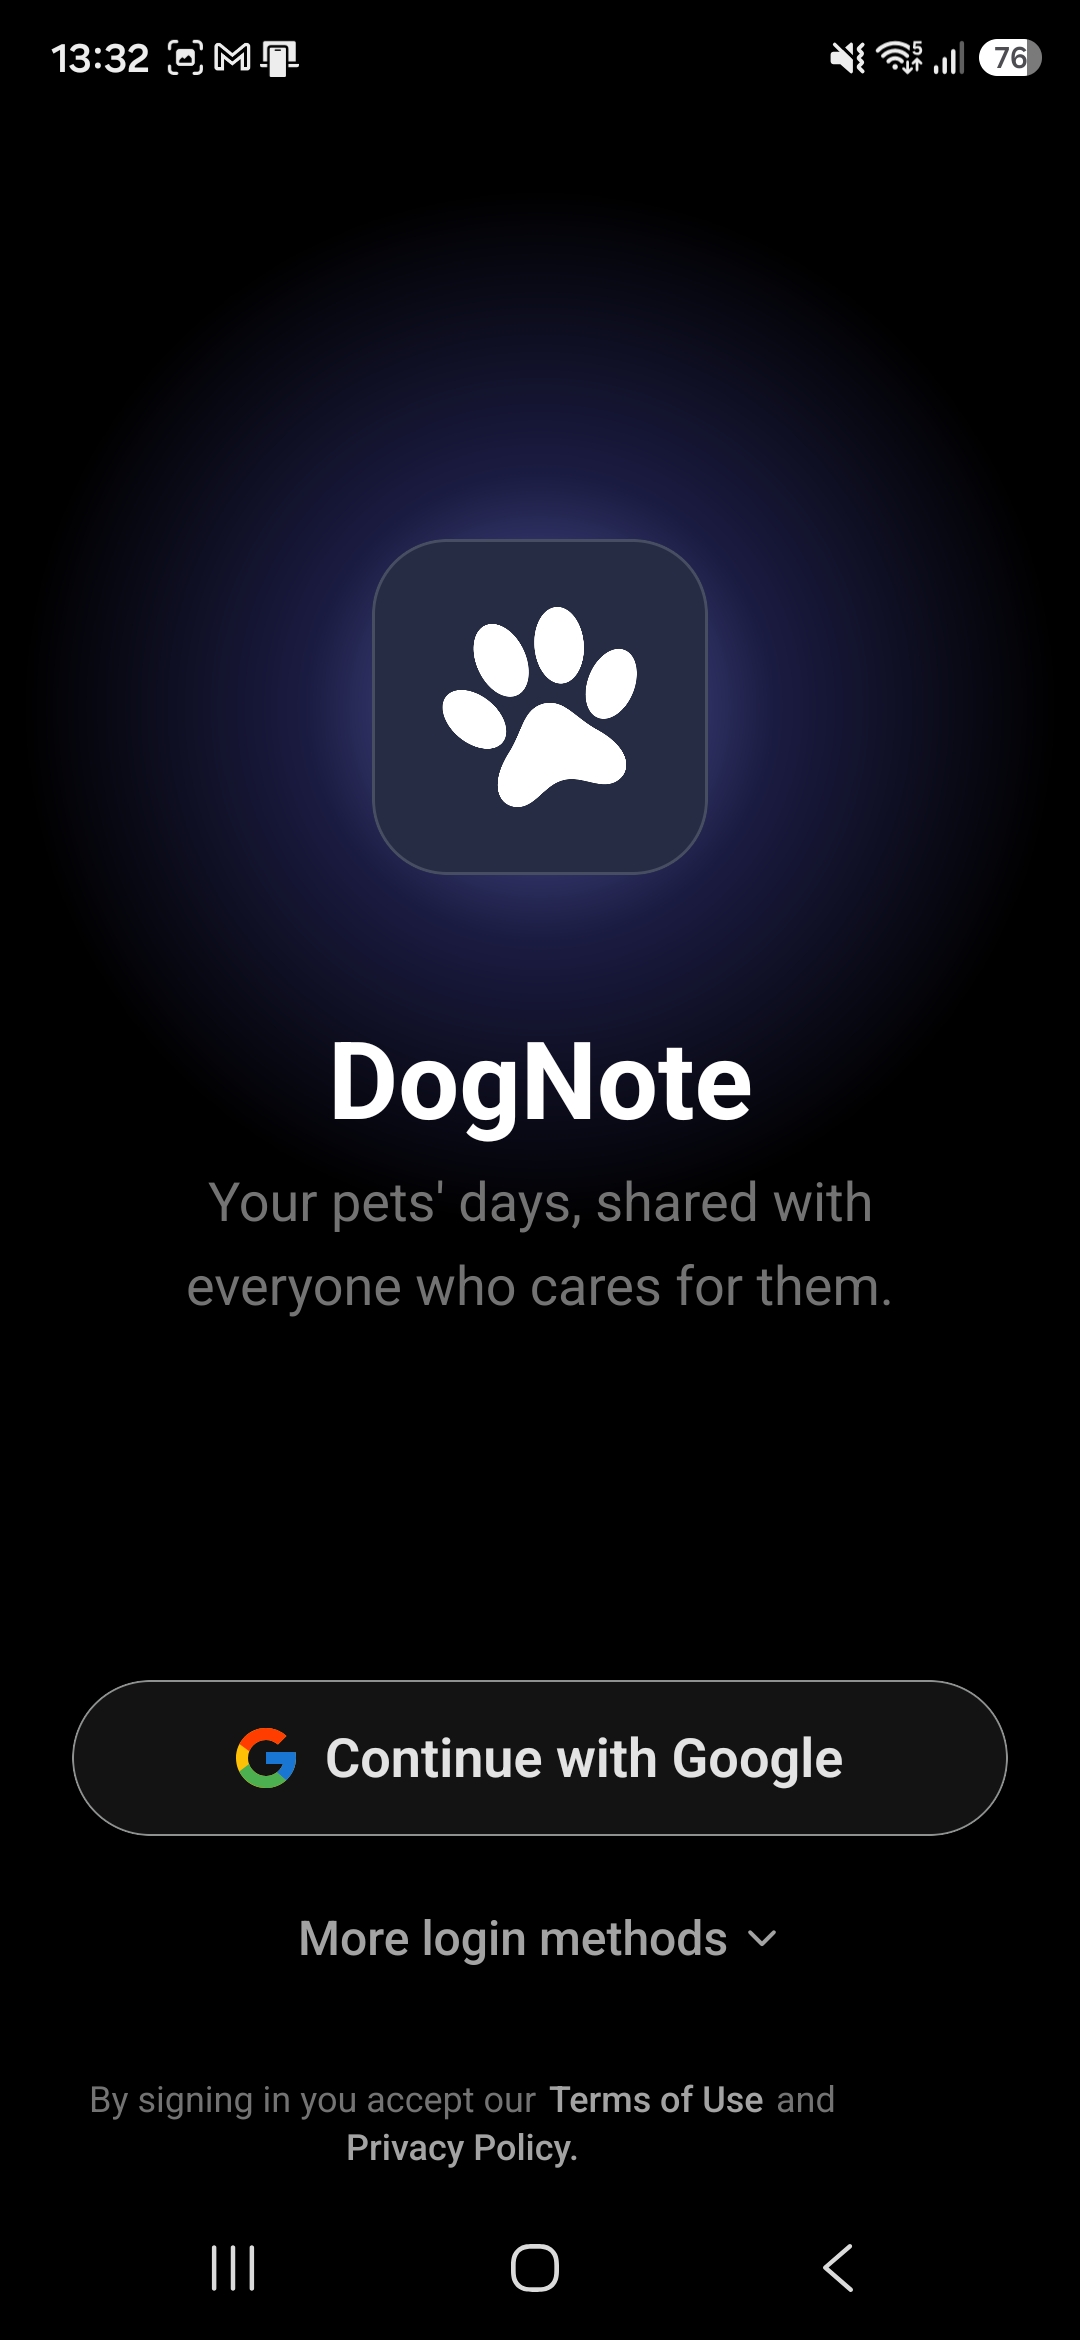 13:32
5
76
DogNote
Your pets' days, shared with
everyone who cares for them.
Continue with Google
More login methods
By signing in you accept our Terms of Use and
Privacy Policy.